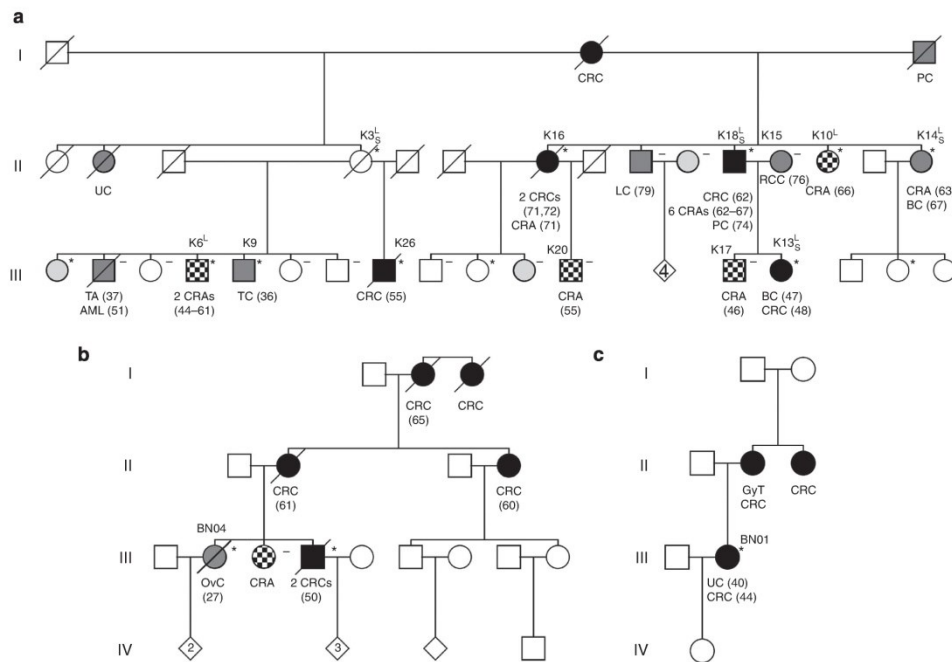 a
I
CRC
PC
K3 L S *
K16
K18 L S
K15
K10 L
K14 L S
II
UC
*
–
–
*
–
*
*
2 CRCs
(71,72)
CRA (71)
LC (79)
CRC (62)
6 CRAs (62–67)
PC (74)
RCC (76)
CRA (66)
CRA (63
BC (67)
K6 L
K9
K26
K20
K17
K13 L S
III
*
–
–
*
*
–
–
*
–
*
–
–
4
–
*
*
–
TA (37)
AML (51)
2 CRAs
(44–61)
TC (36)
CRC (55)
CRA
(55)
CRA
(46)
BC (47)
CRC (48)
b
I
CRC
(65)
CRC
II
CRC
(61)
CRC
(60)
BN04
III
*
–
*
OvC
(27)
CRA
2 CRCs
(50)
IV
2
3
c
I
II
GyT
CRC
CRC
III
BN01
*
UC (40)
CRC (44)
IV